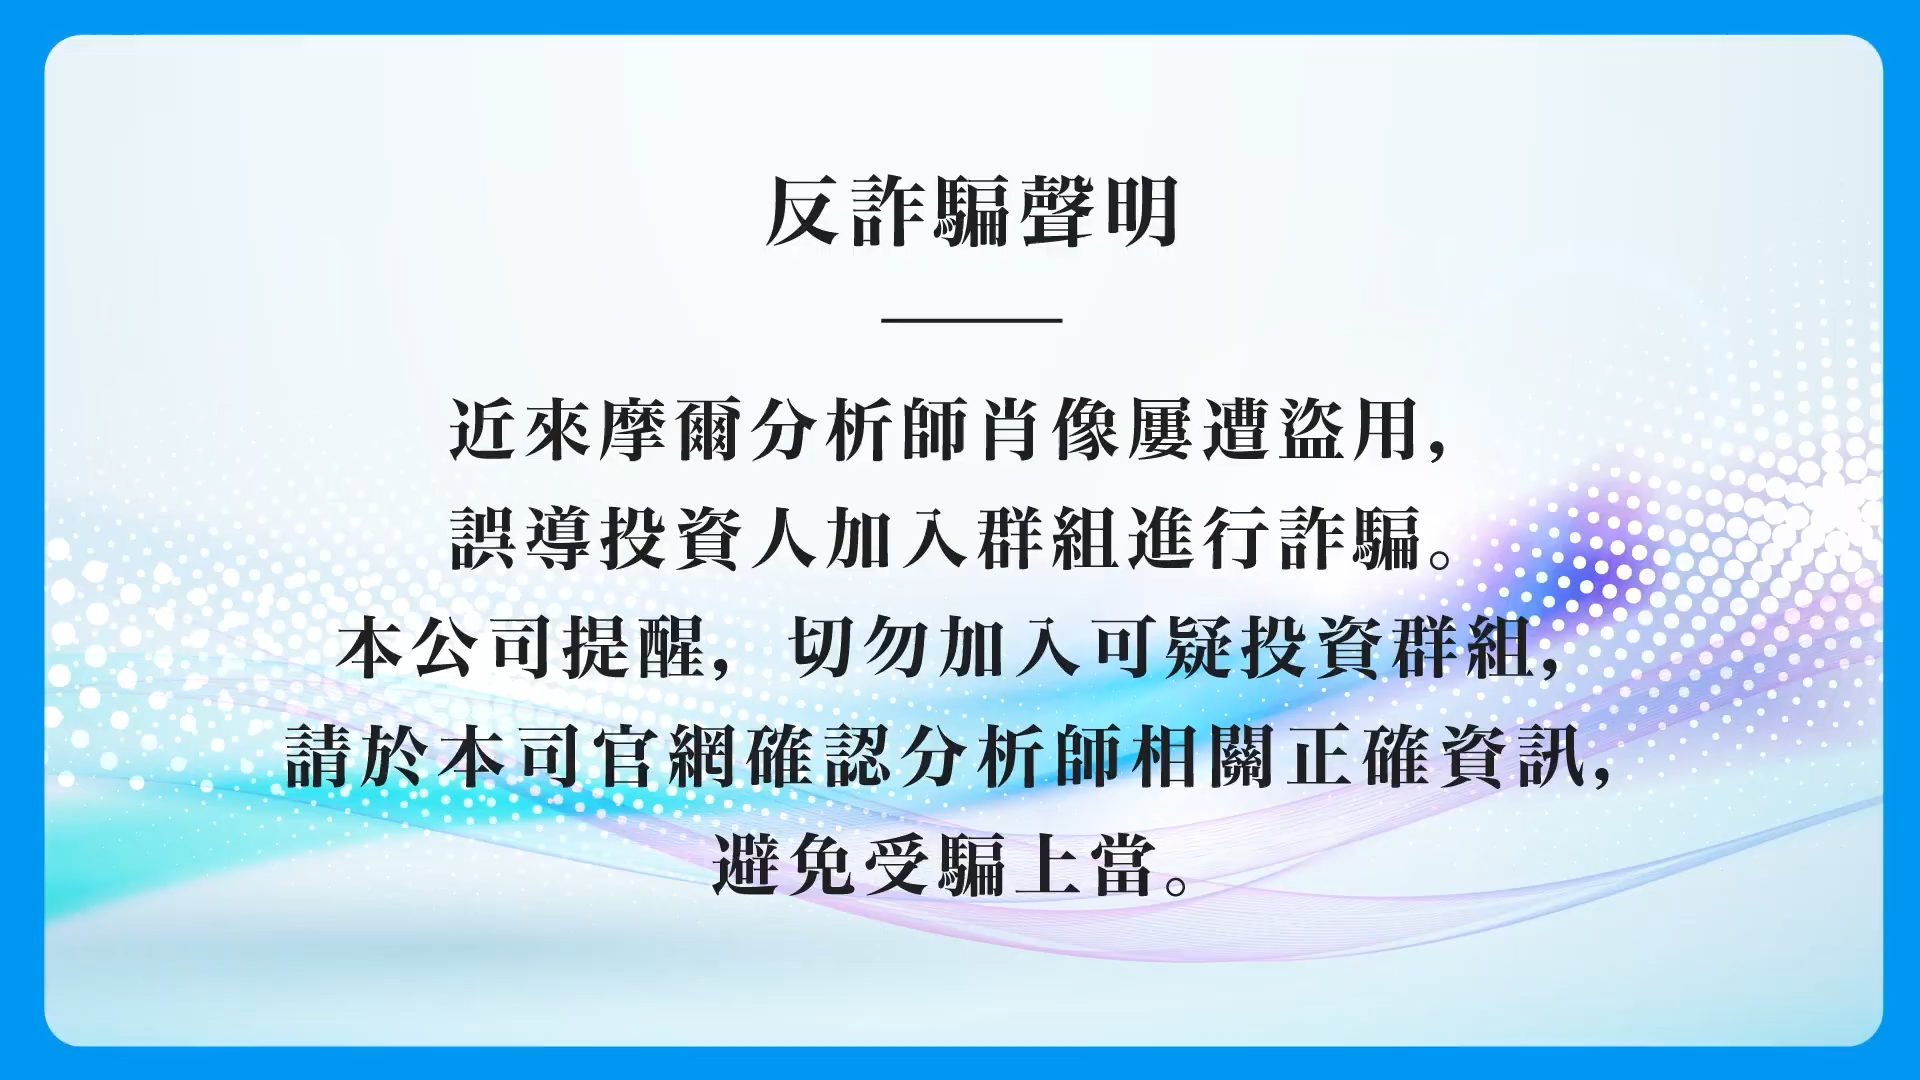 反詐騙聲明
近來摩爾分析師肖像屢遭盜用，
誤導投資人加入群組進行詐騙。
本公司提醒，切勿加入可疑投資群組，
請於本司官網確認分析師相關正確資訊，
避免受騙上當。